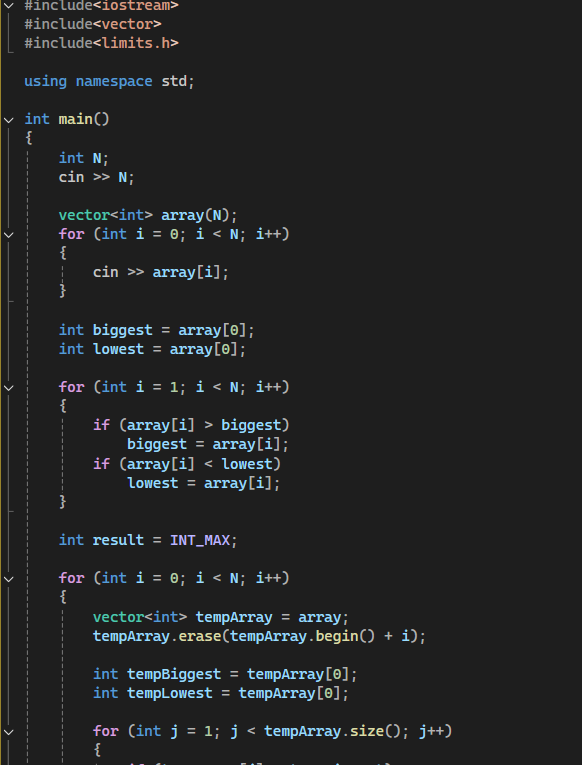 #include<iostream>
#include<vector>
#include<limits.h>
using namespace std;
int main()
{
int N;
cin >> N;
vector<int> array(N);
for (int i = 0; i < N; i++)
{
cin >> array[i];
}
int biggest = array[0];
int lowest = array[0];
for (int i = 1; i < N; i++)
{
if (array[i] > biggest)
biggest = array[i];
if (array[i] < lowest)
lowest = array[i];
}
int result = INT_MAX;
for (int i = 0; i < N; i++)
{
vector<int> tempArray = array;
tempArray.erase(tempArray.begin() + i);
int tempBiggest = tempArray[0];
int tempLowest = tempArray[0];
for (int j = 1; j < tempArray.size(); j++)
{